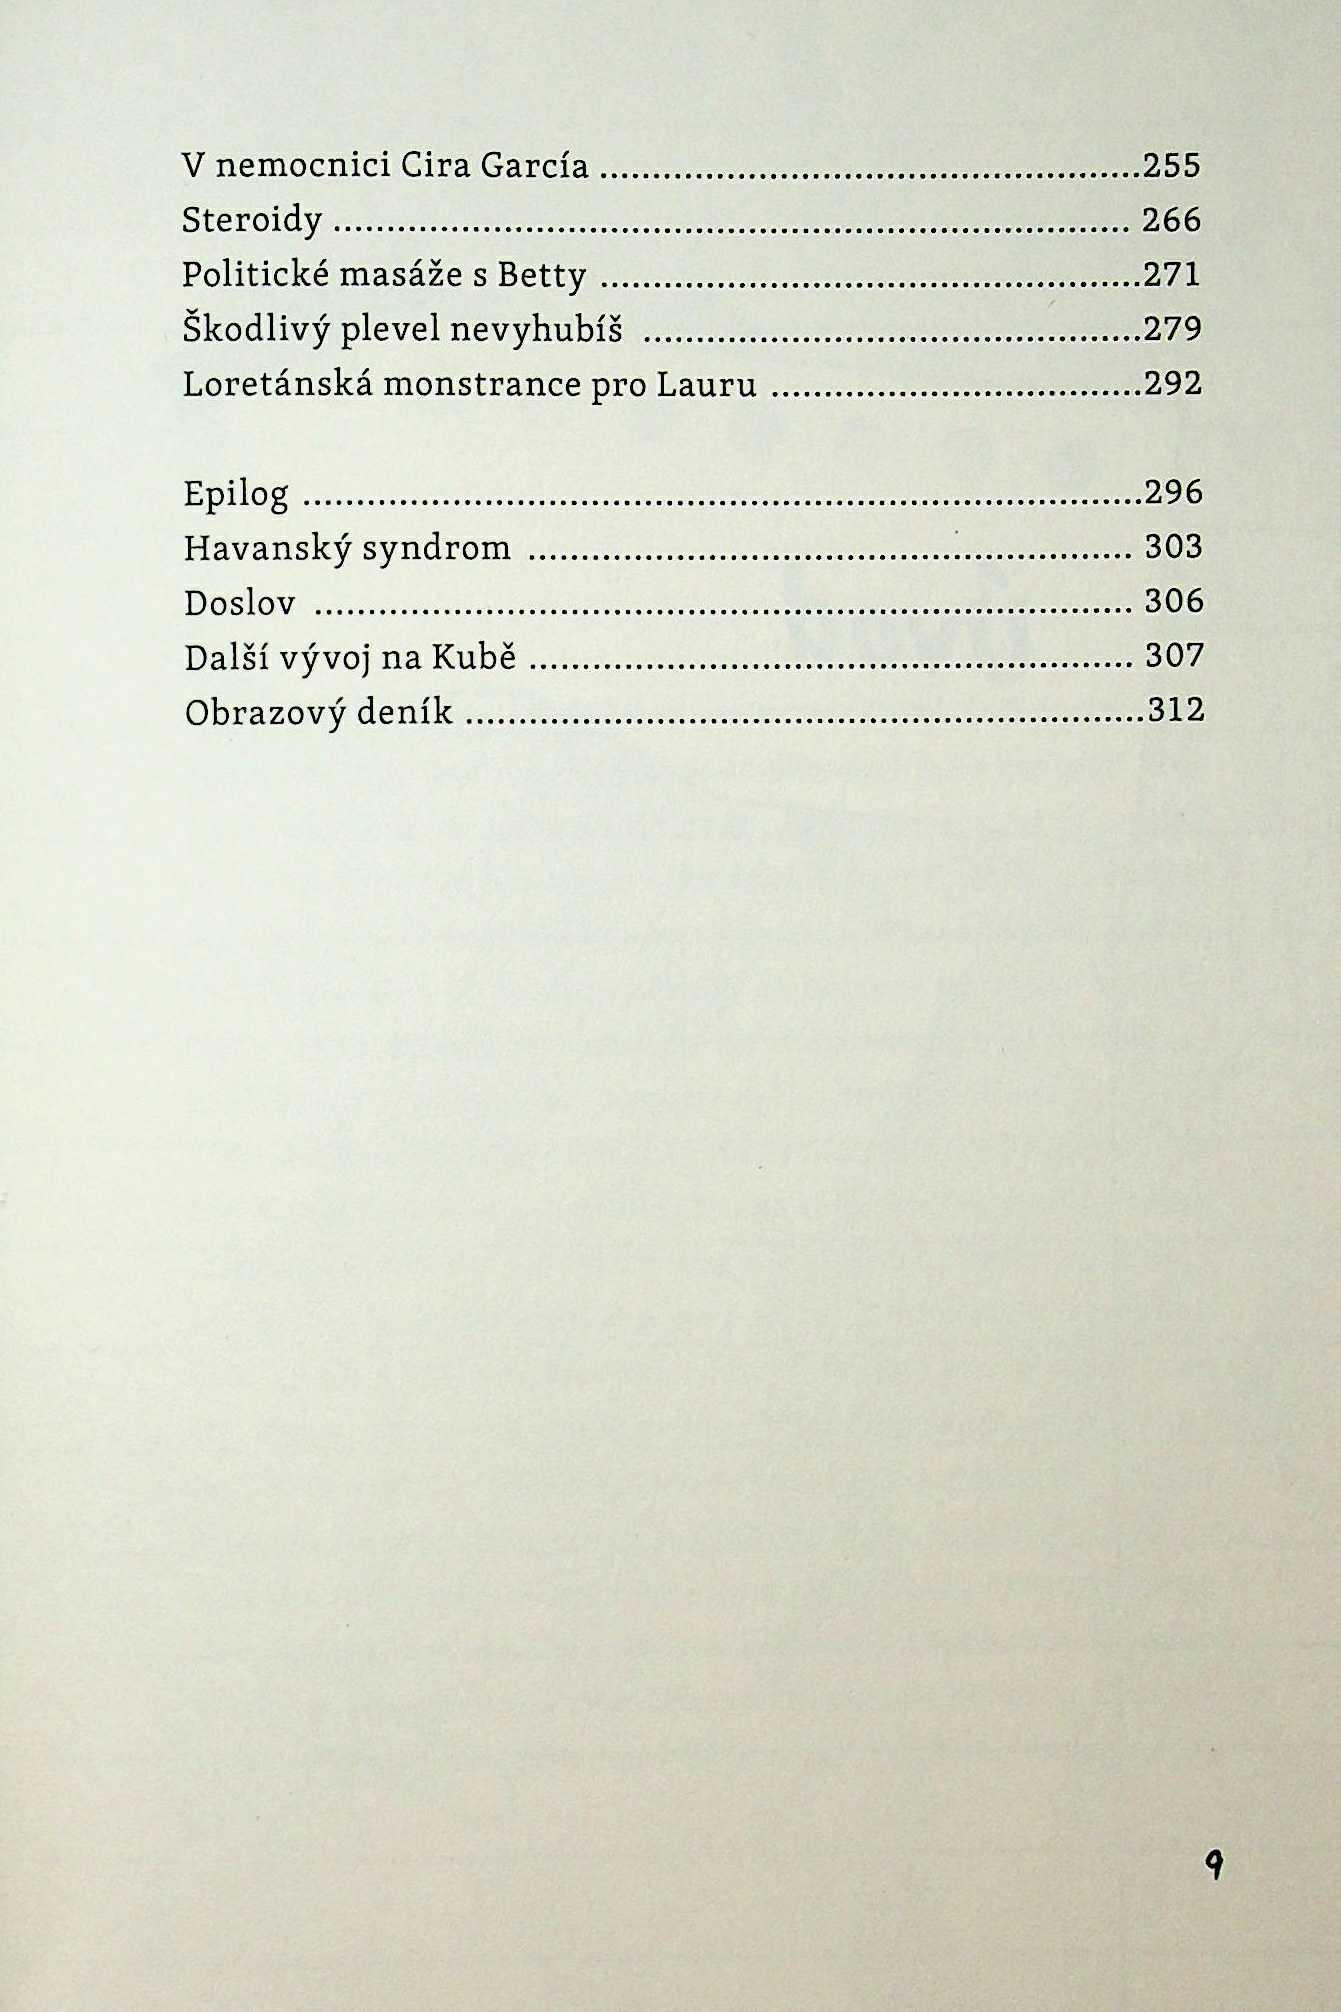 V nemocnici Cira García ........................................................255
Steroidy ........................................................................... 266
Politické masáže s Betty ........................................................271
Škodlivý plevel nevyhubíš ....................................................279
Loretánská monstrance pro Lauru ........................................292
Epilog ...............................................................................296
Havanský syndrom ......................................................... 303
Doslov ............................................................................. 306
Další vývoj na Kubě ......................................................... 307
Obrazový deník ................................................................312
9